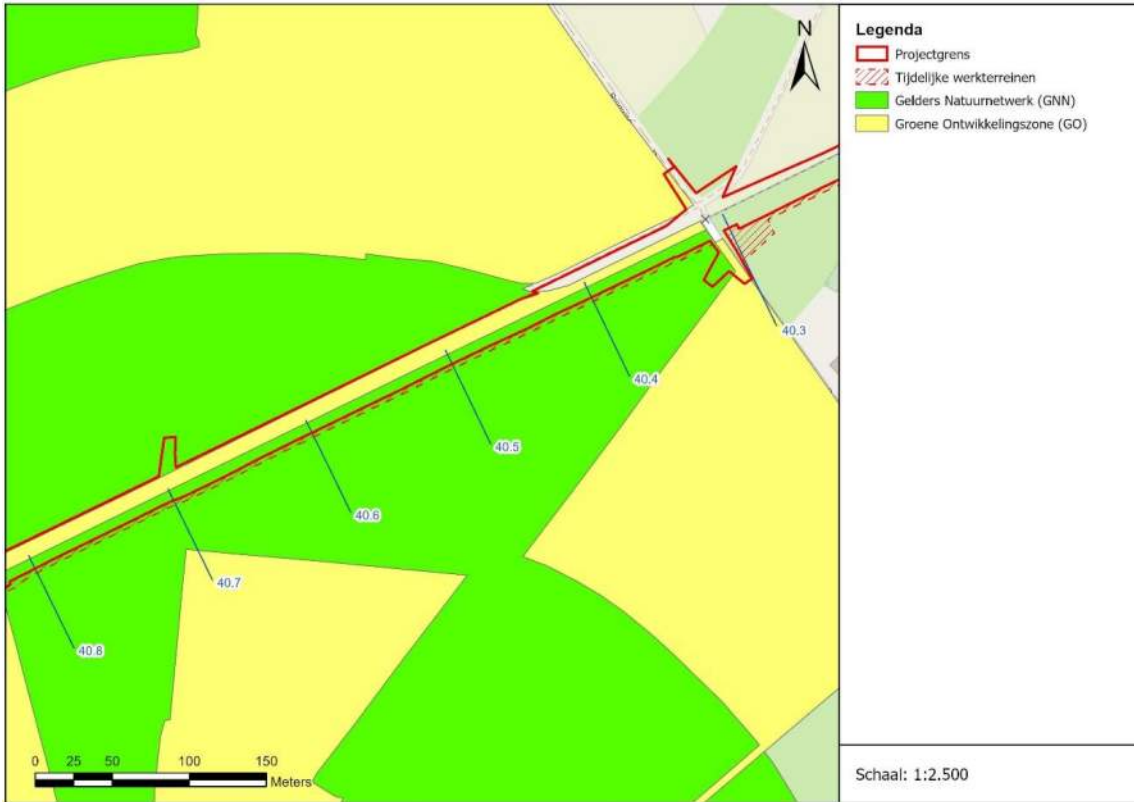 N
40.3
40.4
40.5
40.6
40.7
40.8
0 25 50 100 150
Meters
Legenda
Projectgrens
Tijdelijke werkterreinen
Gelders Natuurnetwerk (GNN)
Groene Ontwikkelingszone (GO)
Schaal: 1:2.500